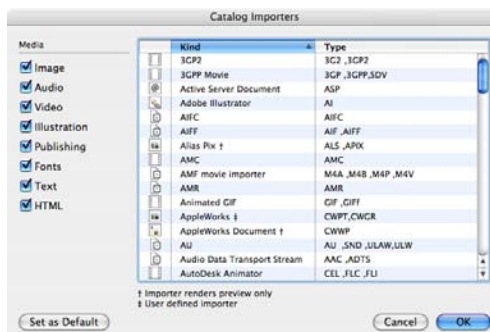 Catalog Importers
Media
Image
Audio
Video
Illustration
Publishing
Fonts
Text
HTML
Kind Type
3GP2 3G2 ,3GP2
3GPP Movie 3GP ,3GPP,SDV
Active Server Document ASP
Adobe Illustrator AI
AIFC AIFC
AIFF AIF ,AIFF
Alias Pix † ALS ,APIX
AMC AMC
AMF movie importer M4A ,M4B ,M4P ,M4V
AMR AMR
Animated GIF GIF ,GIFF
AppleWorks ‡ CWPT,CWGR
AppleWorks Document † CWWP
AU AU ,SND ,ULAW,ULW
Audio Data Transport Stream AAC ,ADTS
AutoDesk Animator CEL ,FLC ,FLI
† Importer renders preview only
‡ User defined importer
Set as Default Cancel OK